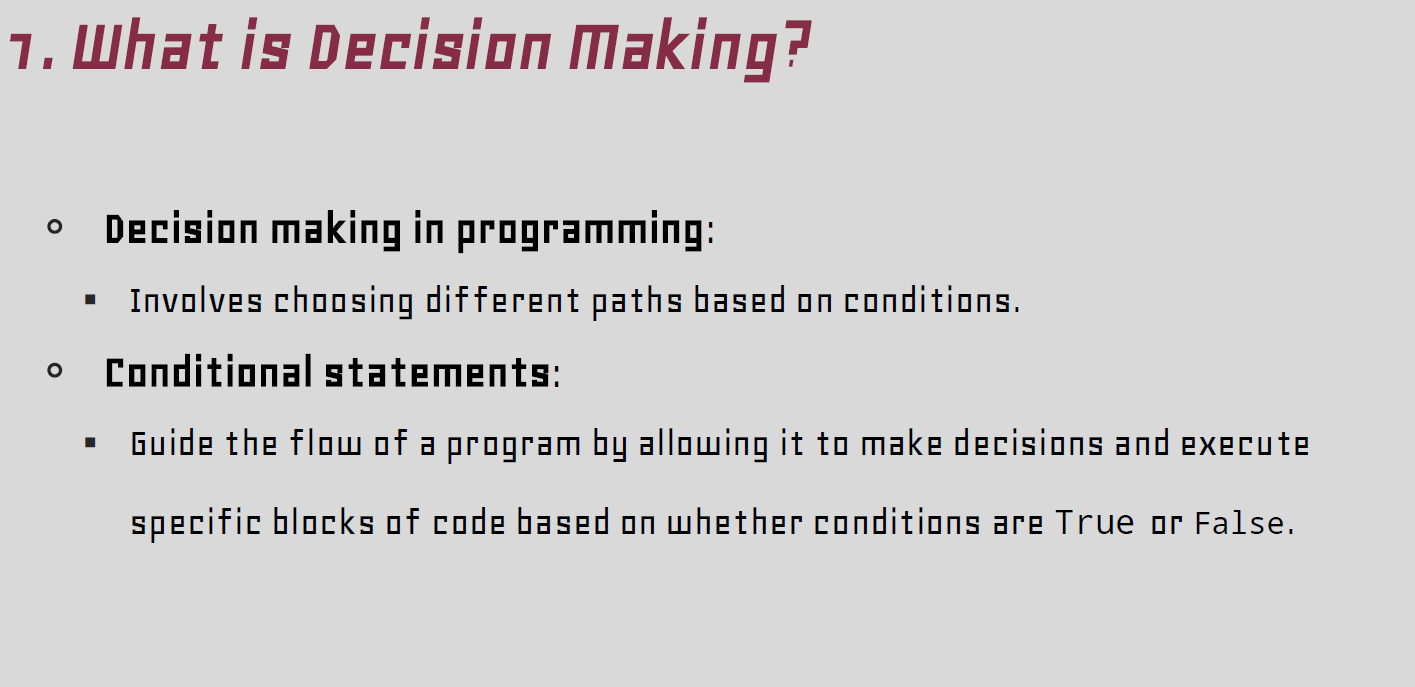 1. What is Decision Making?
Decision making in programming:
Involves choosing different paths based on conditions.
Conditional statements:
Guide the flow of a program by allowing it to make decisions and execute
specific blocks of code based on whether conditions are True or False.